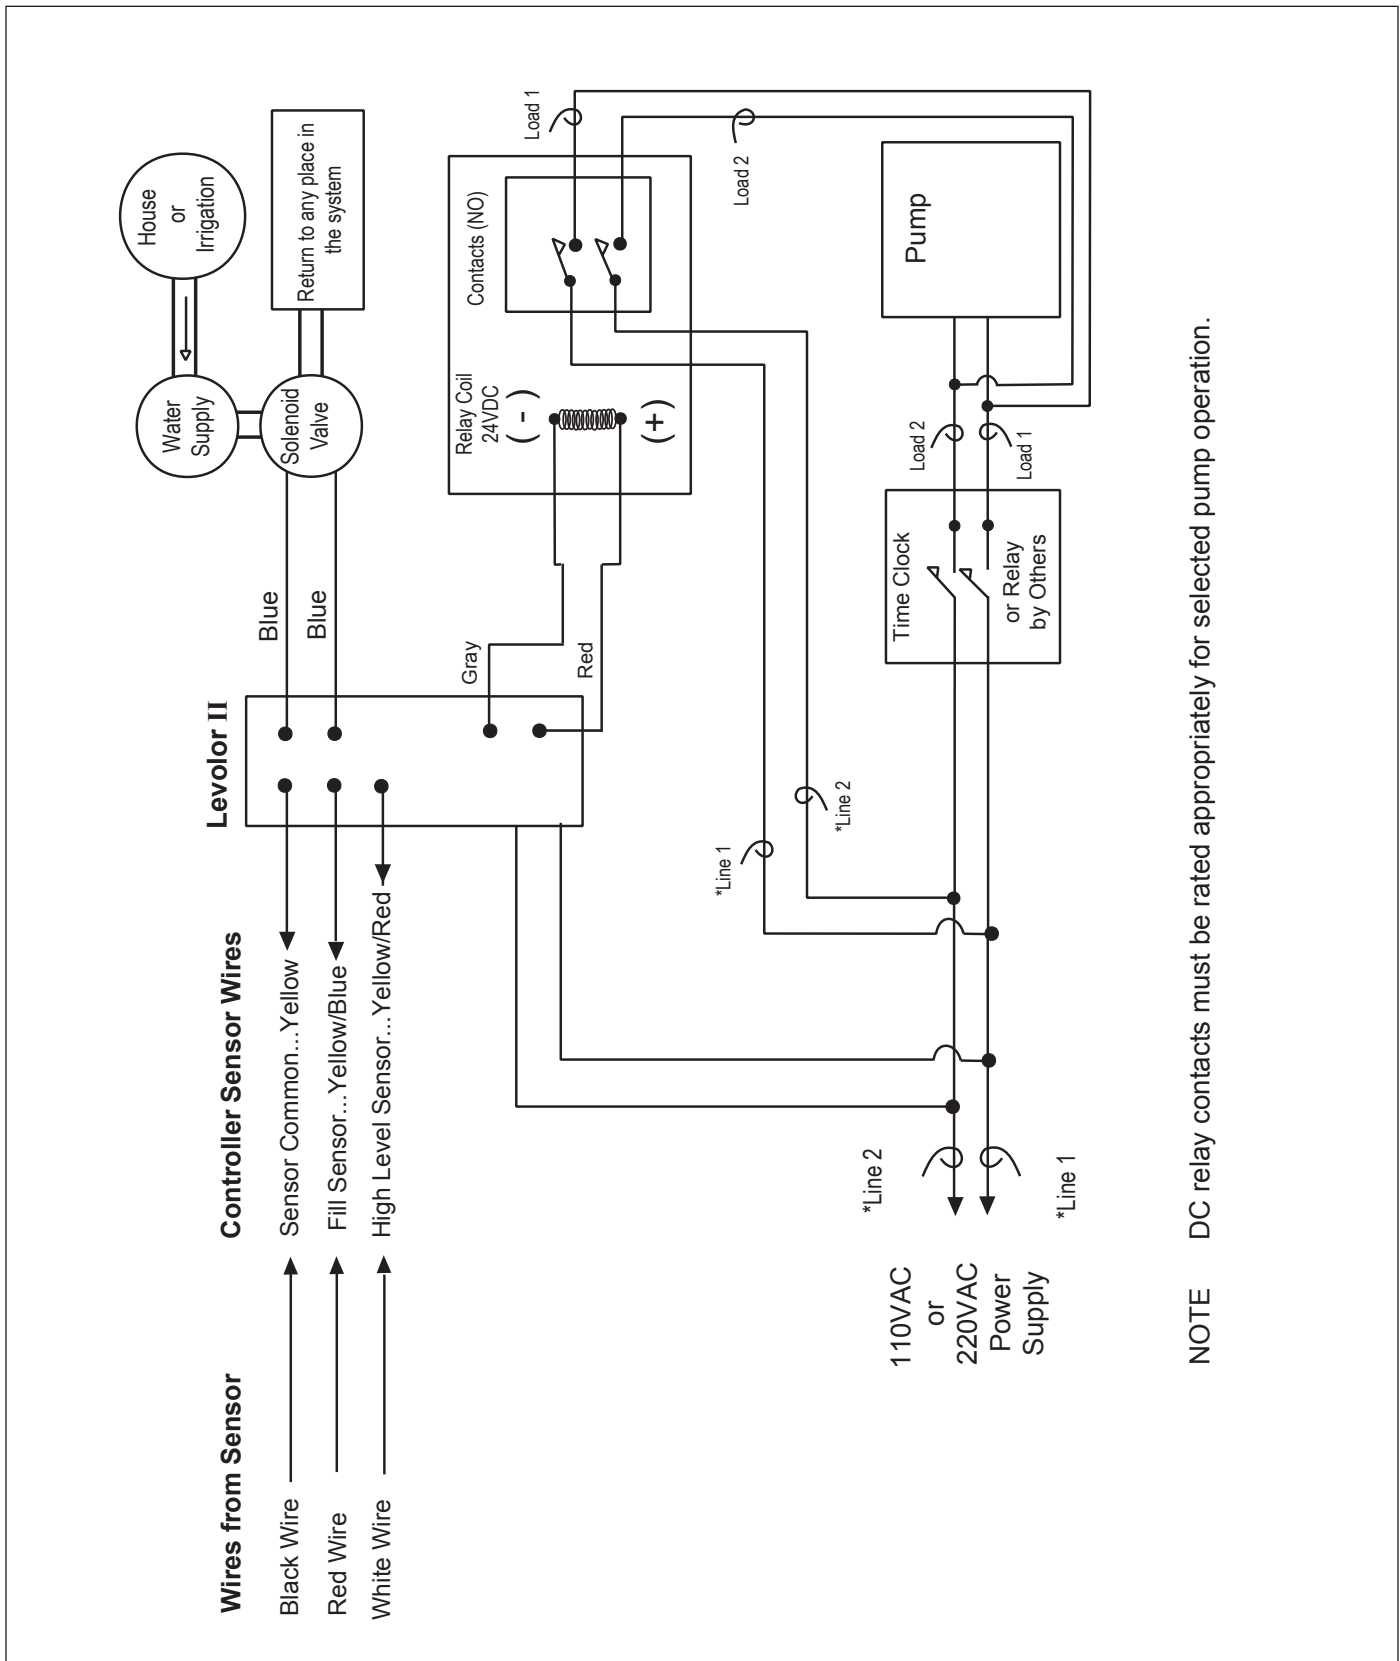 Wires from Sensor
Black Wire
Red Wire
White Wire
Controller Sensor Wires
Sensor Common...Yellow
Fill Sensor...Yellow/Blue
High Level Sensor...Yellow/Red
Levolor II
Blue
Blue
Gray
Red
House
or
Irrigation
Water
Supply
Solenoid
Valve
Return to any place in
the system
Relay Coil
24VDC
(-)
(+)
Contacts (NO)
Load 1
Load 2
*Line 1
*Line 2
110VAC
or
220VAC
Power
Supply
*Line 2
*Line 1
Time Clock
or Relay
by Others
Load 2
Load 1
Pump
NOTE DC relay contacts must be rated appropriately for selected pump operation.